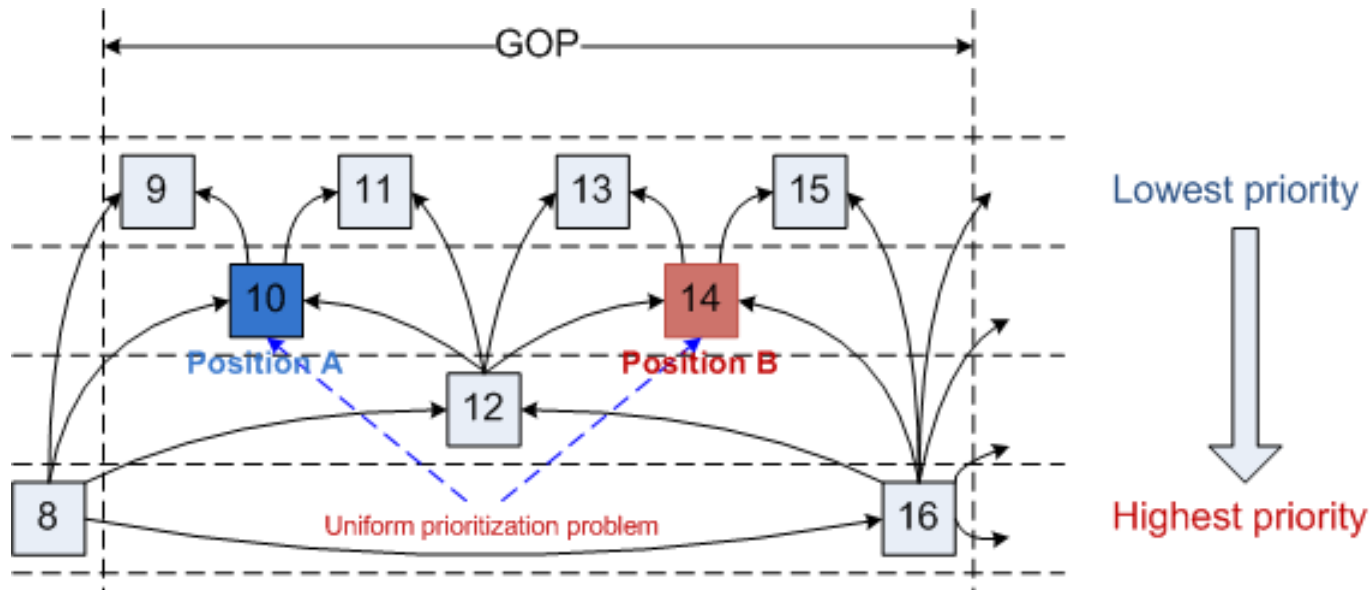 GOP
9
11
13
15
Lowest priority
10
14
Position A
Position B
12
8
Uniform prioritization problem
16
Highest priority